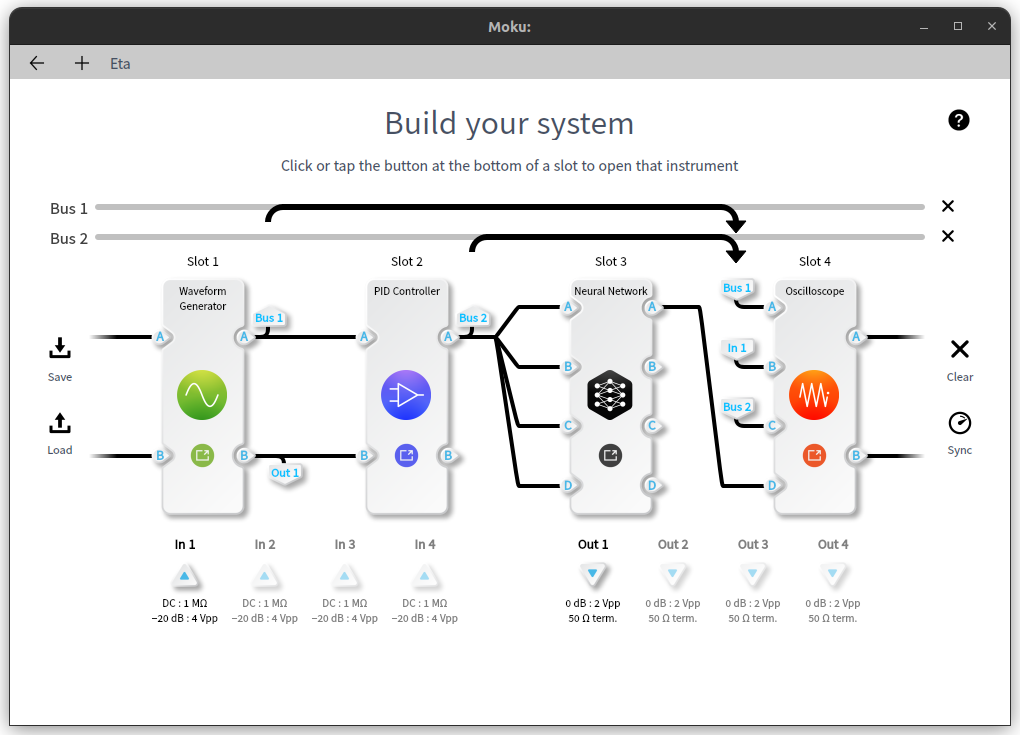 Moku:
Eta
Build your system
?
Click or tap the button at the bottom of a slot to open that instrument
Bus 1
Bus 2
Slot 1
Slot 2
Slot 3
Slot 4
Waveform
Generator
PID Controller
Neural Network
Oscilloscope
Bus 1
Bus 2
Bus 1
In 1
Bus 2
Out 1
A
A
A
A
A
A
A
A
B
B
B
B
B
B
B
B
C
C
C
D
D
D
Save
Load
Clear
Sync
In 1
In 2
In 3
In 4
Out 1
Out 2
Out 3
Out 4
DC : 1 MΩ
−20 dB : 4 Vpp
DC : 1 MΩ
−20 dB : 4 Vpp
DC : 1 MΩ
−20 dB : 4 Vpp
DC : 1 MΩ
−20 dB : 4 Vpp
0 dB : 2 Vpp
50 Ω term.
0 dB : 2 Vpp
50 Ω term.
0 dB : 2 Vpp
50 Ω term.
0 dB : 2 Vpp
50 Ω term.